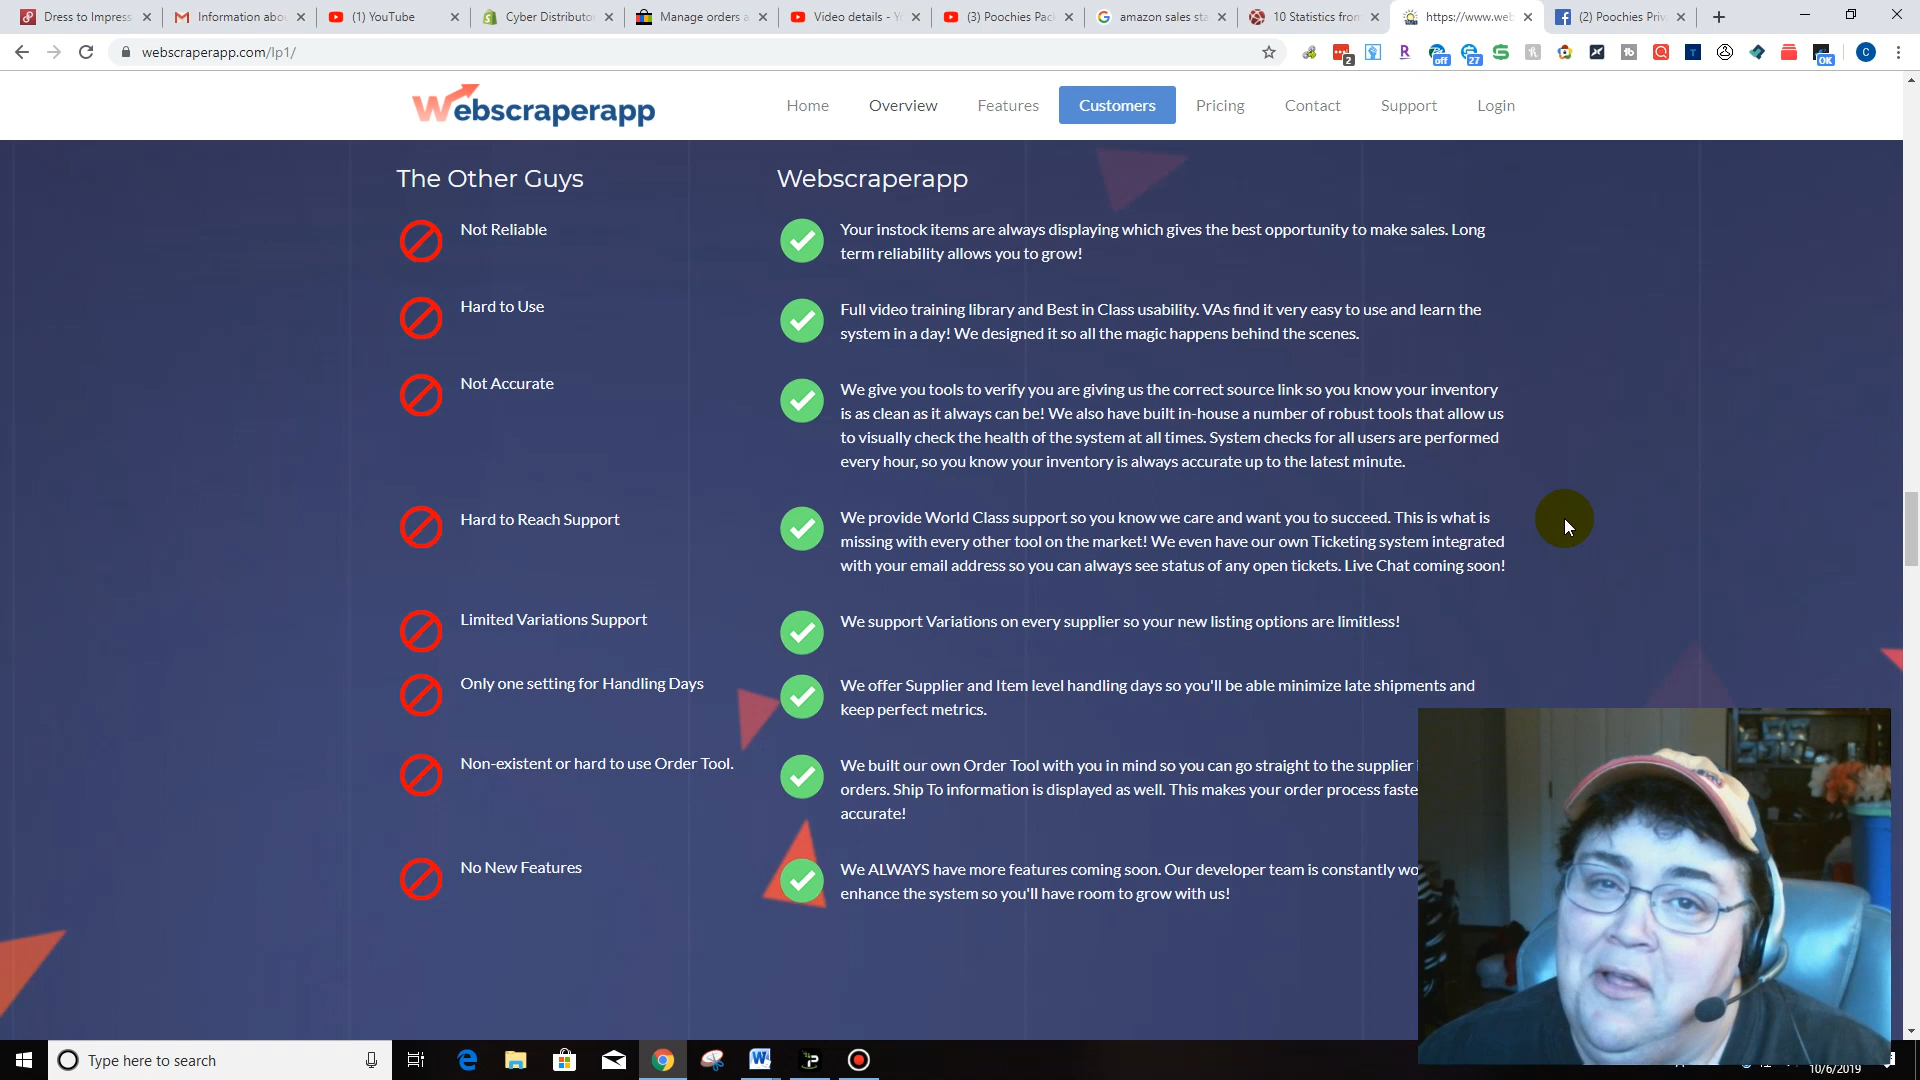 Dress to Impress
Information abo
(1) YouTube
Cyber Distributo
Manage orders a
Video details - Y
(3) Poochies Pac
amazon sales sta
10 Statistics from
https://www.web
(2) Poochies Priv
webscraperapp.com/lp1/
2
off
27
OK
C
Webscraperapp
Home
Overview
Features
Customers
Pricing
Contact
Support
Login
The Other Guys
Webscraperapp
Not Reliable
Your instock items are always displaying which gives the best opportunity to make sales. Long
term reliability allows you to grow!
Hard to Use
Full video training library and Best in Class usability. VAs find it very easy to use and learn the
system in a day! We designed it so all the magic happens behind the scenes.
Not Accurate
We give you tools to verify you are giving us the correct source link so you know your inventory
is as clean as it always can be! We also have built in-house a number of robust tools that allow us
to visually check the health of the system at all times. System checks for all users are performed
every hour, so you know your inventory is always accurate up to the latest minute.
Hard to Reach Support
We provide World Class support so you know we care and want you to succeed. This is what is
missing with every other tool on the market! We even have our own Ticketing system integrated
with your email address so you can always see status of any open tickets. Live Chat coming soon!
Limited Variations Support
We support Variations on every supplier so your new listing options are limitless!
Only one setting for Handling Days
We offer Supplier and Item level handling days so you'll be able minimize late shipments and
keep perfect metrics.
Non-existent or hard to use Order Tool.
We built our own Order Tool with you in mind so you can go straight to the supplier
orders. Ship To information is displayed as well. This makes your order process faste
accurate!
No New Features
We ALWAYS have more features coming soon. Our developer team is constantly wo
enhance the system so you'll have room to grow with us!
Type here to search
10/6/2019